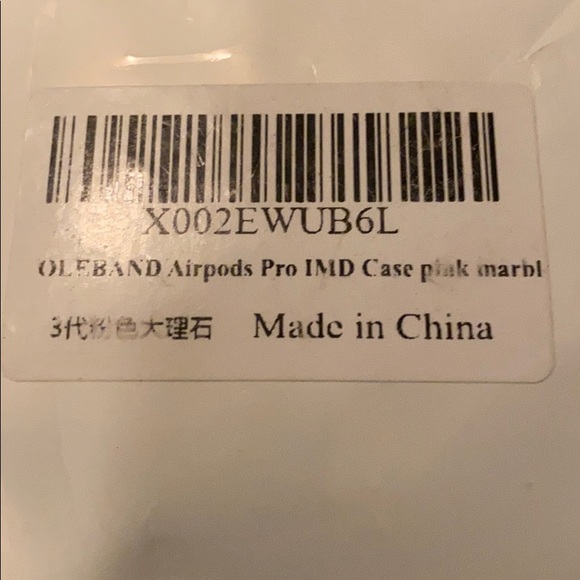 X002EWUB6L
OLEBAND Airpods Pro IMD Case pink marbl
3代粉色大理石 Made in China